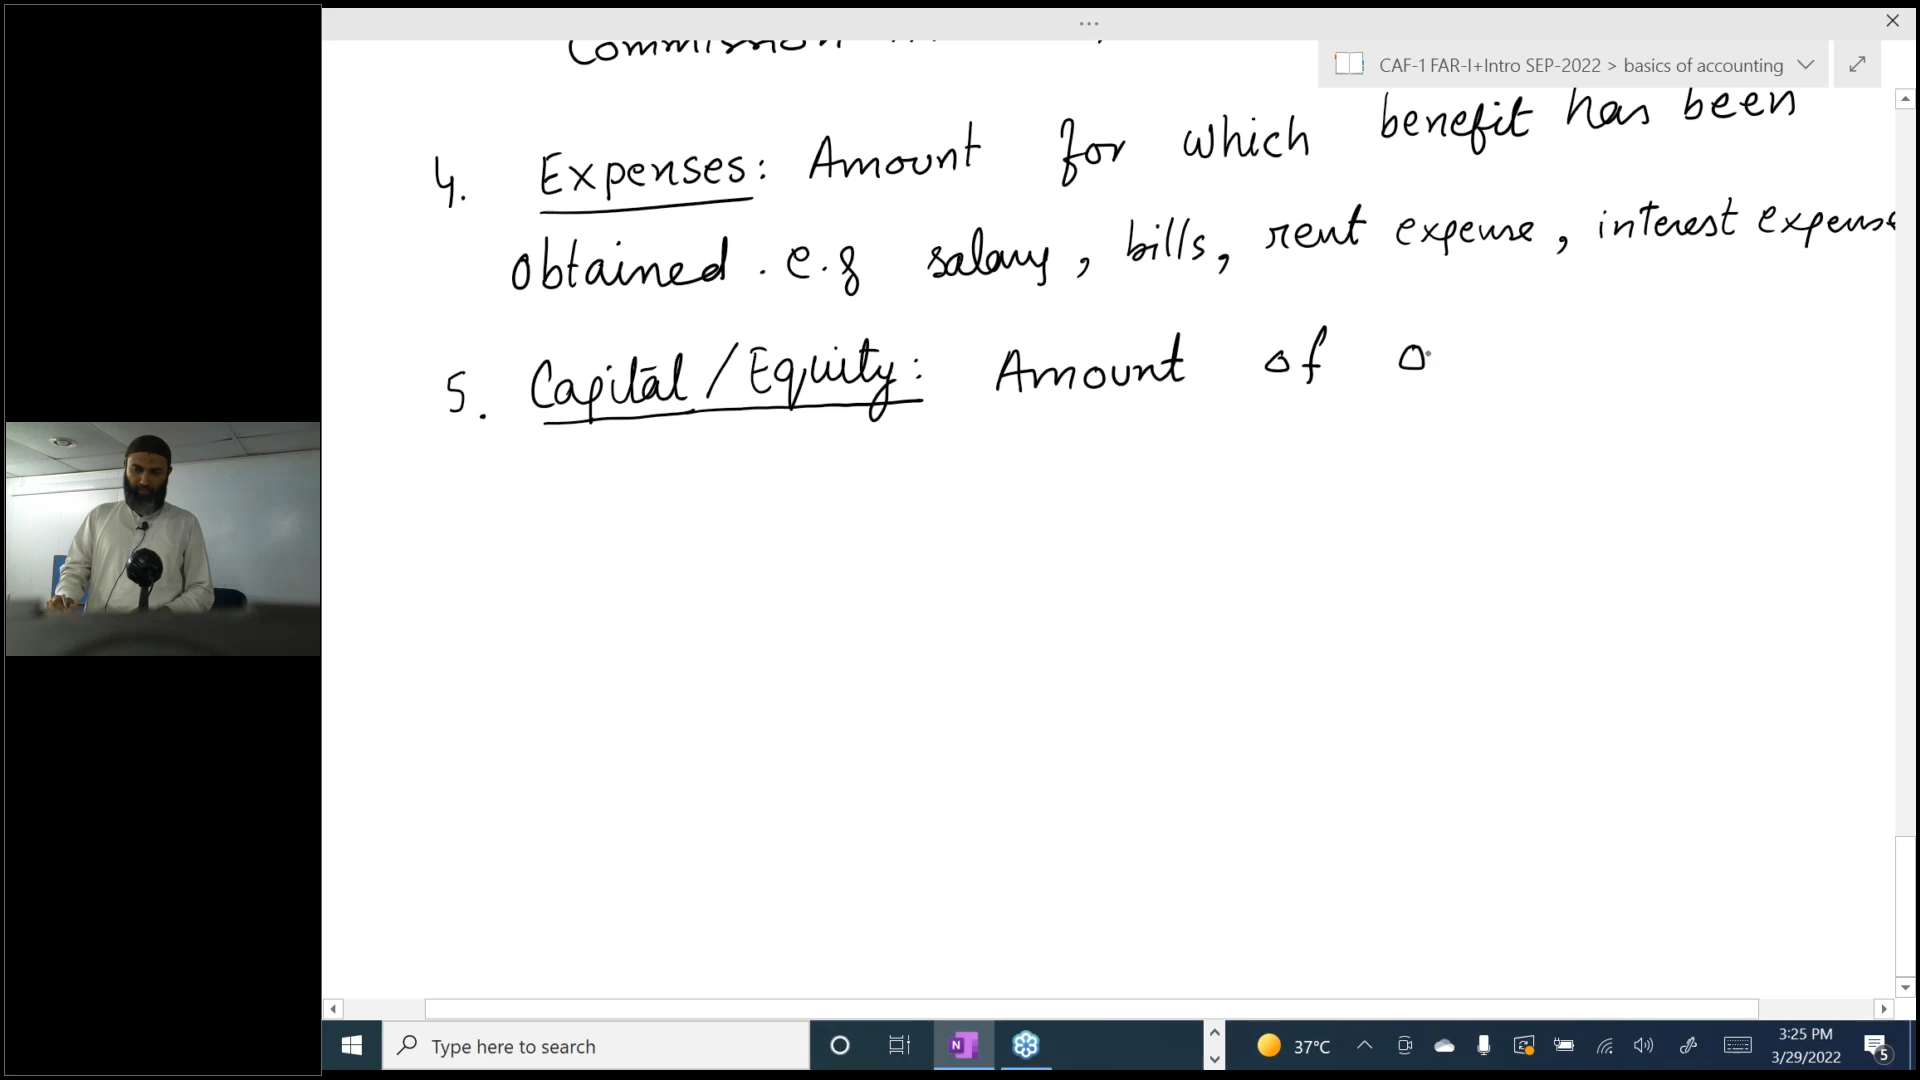 ...
Commission
CAF-1 FAR-I+Intro SEP-2022 > basics of accounting
4. Expenses: Amount for which benefit has been
obtained. e.g salary, bills, rent expense, interest expense
5. Capital/Equity: Amount of o
Type here to search
N
37°C
3:25 PM
3/29/2022
5